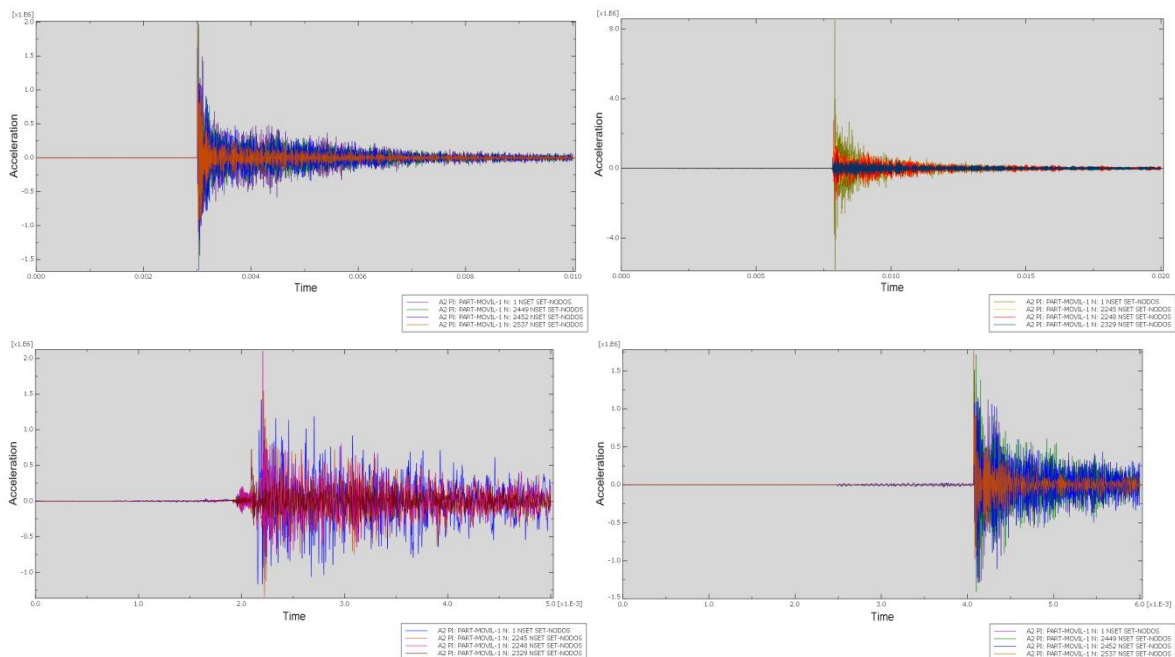 [x1.E6]
2.0
1.5
1.0
0.5
0.0
-0.5
-1.0
-1.5
Acceleration
0.000 0.002 0.004 0.006 0.008 0.010
Time
A2 PI: PART-MOVIL-1 N: 1 NSET SET-NODOS
A2 PI: PART-MOVIL-1 N: 2449 NSET SET-NODOS
A2 PI: PART-MOVIL-1 N: 2452 NSET SET-NODOS
A2 PI: PART-MOVIL-1 N: 2537 NSET SET-NODOS
[x1.E6]
8.0
4.0
0.0
-4.0
Acceleration
0.000 0.005 0.010 0.015 0.020
Time
A2 PI: PART-MOVIL-1 N: 1 NSET SET-NODOS
A2 PI: PART-MOVIL-1 N: 2245 NSET SET-NODOS
A2 PI: PART-MOVIL-1 N: 2248 NSET SET-NODOS
A2 PI: PART-MOVIL-1 N: 2329 NSET SET-NODOS
[x1.E6]
2.0
1.5
1.0
0.5
0.0
-0.5
-1.0
Acceleration
0.0 1.0 2.0 3.0 4.0 5.0 [x1.E-3]
Time
A2 PI: PART-MOVIL-1 N: 1 NSET SET-NODOS
A2 PI: PART-MOVIL-1 N: 2245 NSET SET-NODOS
A2 PI: PART-MOVIL-1 N: 2248 NSET SET-NODOS
A2 PI: PART-MOVIL-1 N: 2329 NSET SET-NODOS
[x1.E6]
1.5
1.0
0.5
0.0
-0.5
-1.0
-1.5
Acceleration
0.0 1.0 2.0 3.0 4.0 5.0 6.0 [x1.E-3]
Time
A2 PI: PART-MOVIL-1 N: 1 NSET SET-NODOS
A2 PI: PART-MOVIL-1 N: 2449 NSET SET-NODOS
A2 PI: PART-MOVIL-1 N: 2452 NSET SET-NODOS
A2 PI: PART-MOVIL-1 N: 2537 NSET SET-NODOS